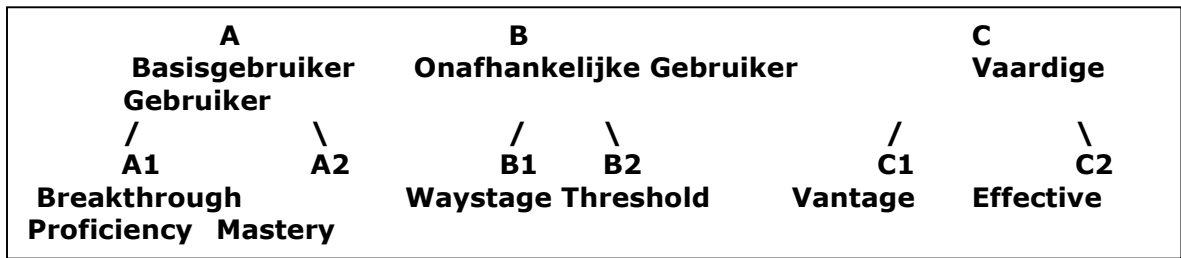 A B C
Basisgebruiker Onafhankelijke Gebruiker Vaardige
Gebruiker
/ \ / \ / \
A1 A2 B1 B2 C1 C2
Breakthrough Waystage Threshold Vantage Effective
Proficiency Mastery